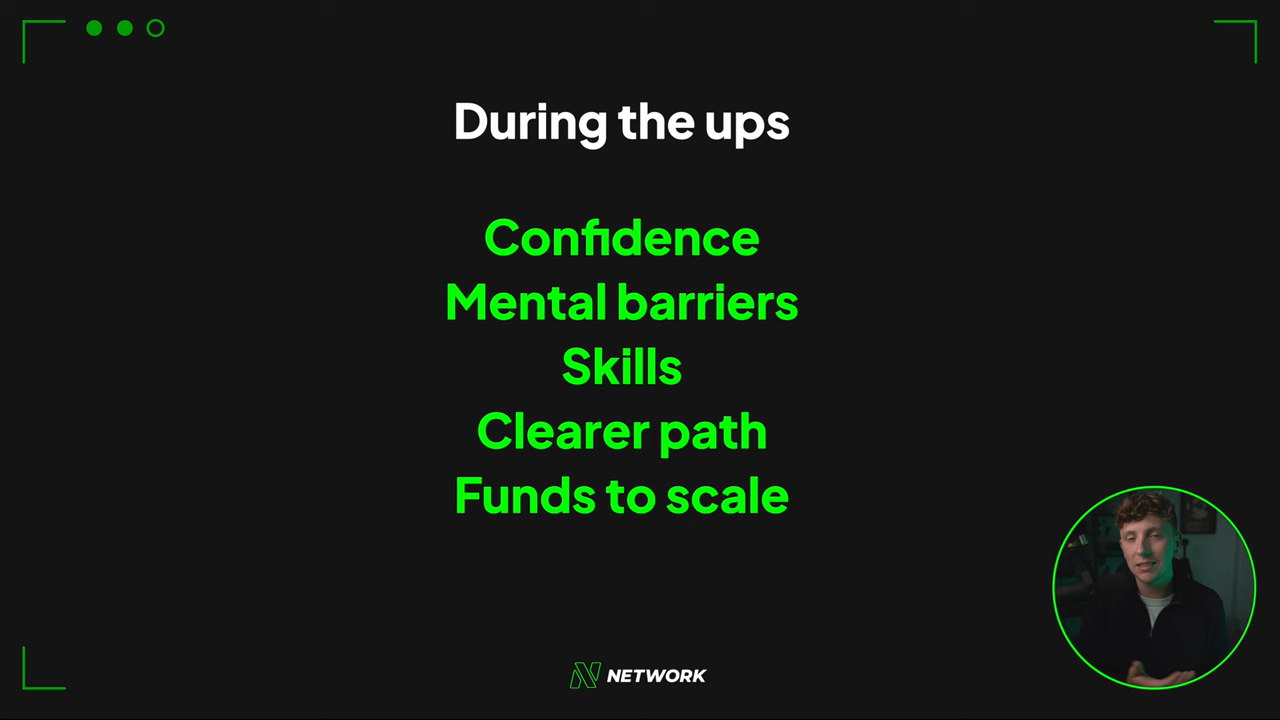 During the ups
Confidence
Mental barriers
Skills
Clearer path
Funds to scale
NETWORK